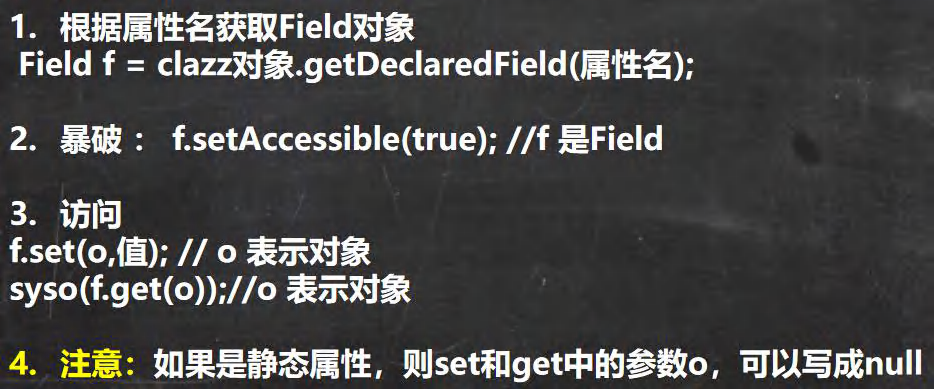 1. 根据属性名获取Field对象
Field f = clazz对象.getDeclaredField(属性名);
2. 暴破： f.setAccessible(true); //f 是Field
3. 访问
f.set(o,值); // o 表示对象
syso(f.get(o));//o 表示对象
4. 注意：如果是静态属性，则set和get中的参数o，可以写成null